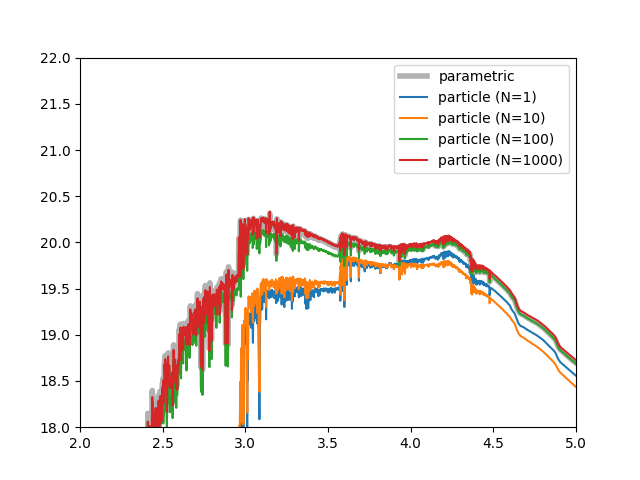 22.0
21.5
21.0
20.5
20.0
19.5
19.0
18.5
18.0
2.0 2.5 3.0 3.5 4.0 4.5 5.0
parametric
particle (N=1)
particle (N=10)
particle (N=100)
particle (N=1000)